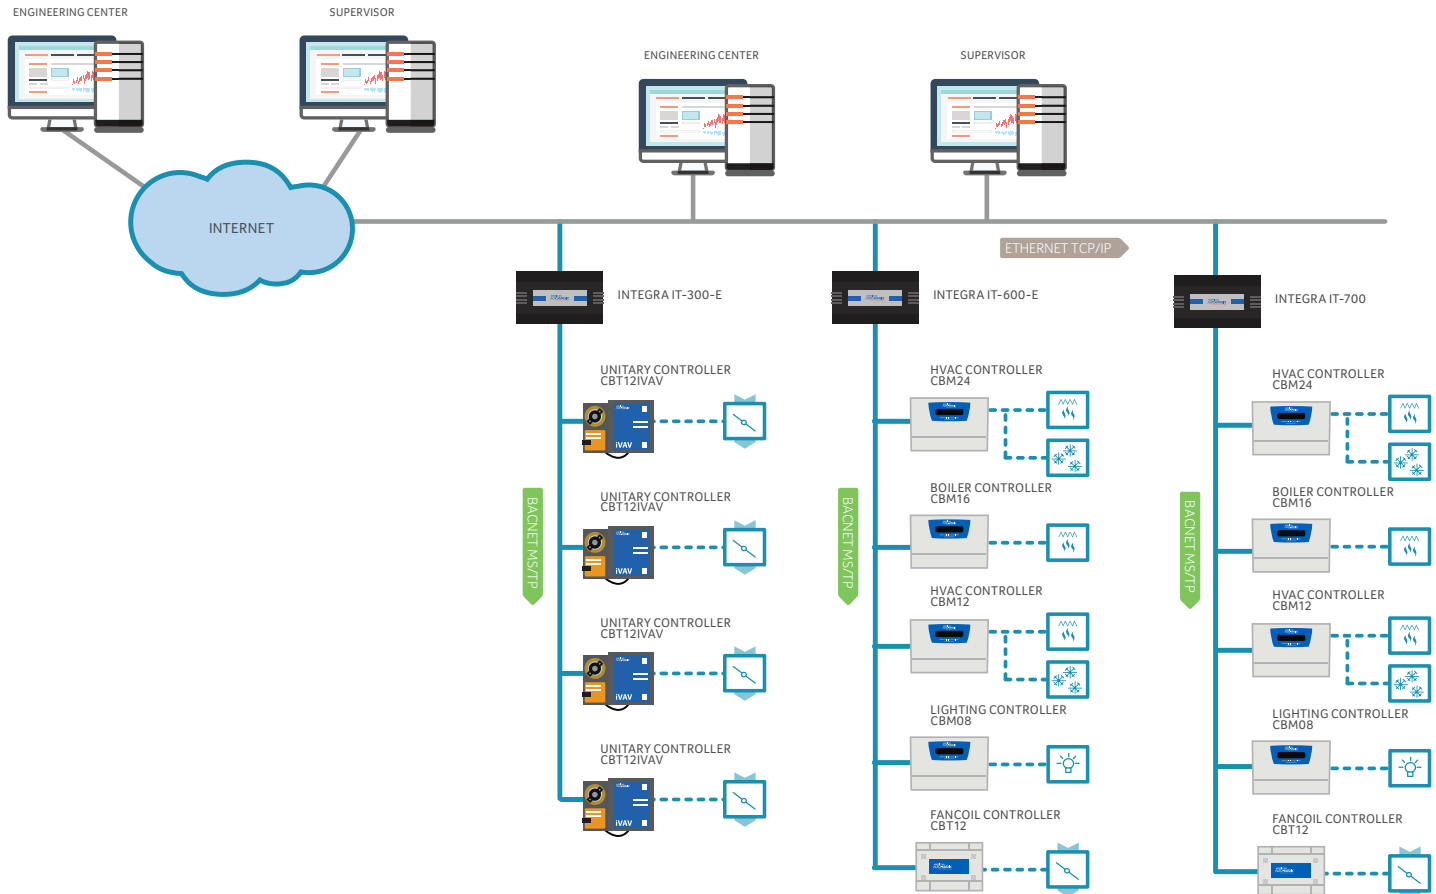 ENGINEERING CENTER
SUPERVISOR
ENGINEERING CENTER
SUPERVISOR
INTERNET
ETHERNET TCP/IP
INTEGRA IT-300-E
INTEGRA IT-600-E
INTEGRA IT-700
UNITARY CONTROLLER
CBT12IVAV
iVAV
UNITARY CONTROLLER
CBT12IVAV
iVAV
UNITARY CONTROLLER
CBT12IVAV
iVAV
UNITARY CONTROLLER
CBT12IVAV
iVAV
BACNET MS/TP
HVAC CONTROLLER
CBM24
BOILER CONTROLLER
CBM16
HVAC CONTROLLER
CBM12
LIGHTING CONTROLLER
CBM08
FANCOIL CONTROLLER
CBT12
BACNET MS/TP
HVAC CONTROLLER
CBM24
BOILER CONTROLLER
CBM16
HVAC CONTROLLER
CBM12
LIGHTING CONTROLLER
CBM08
FANCOIL CONTROLLER
CBT12
BACNET MS/TP